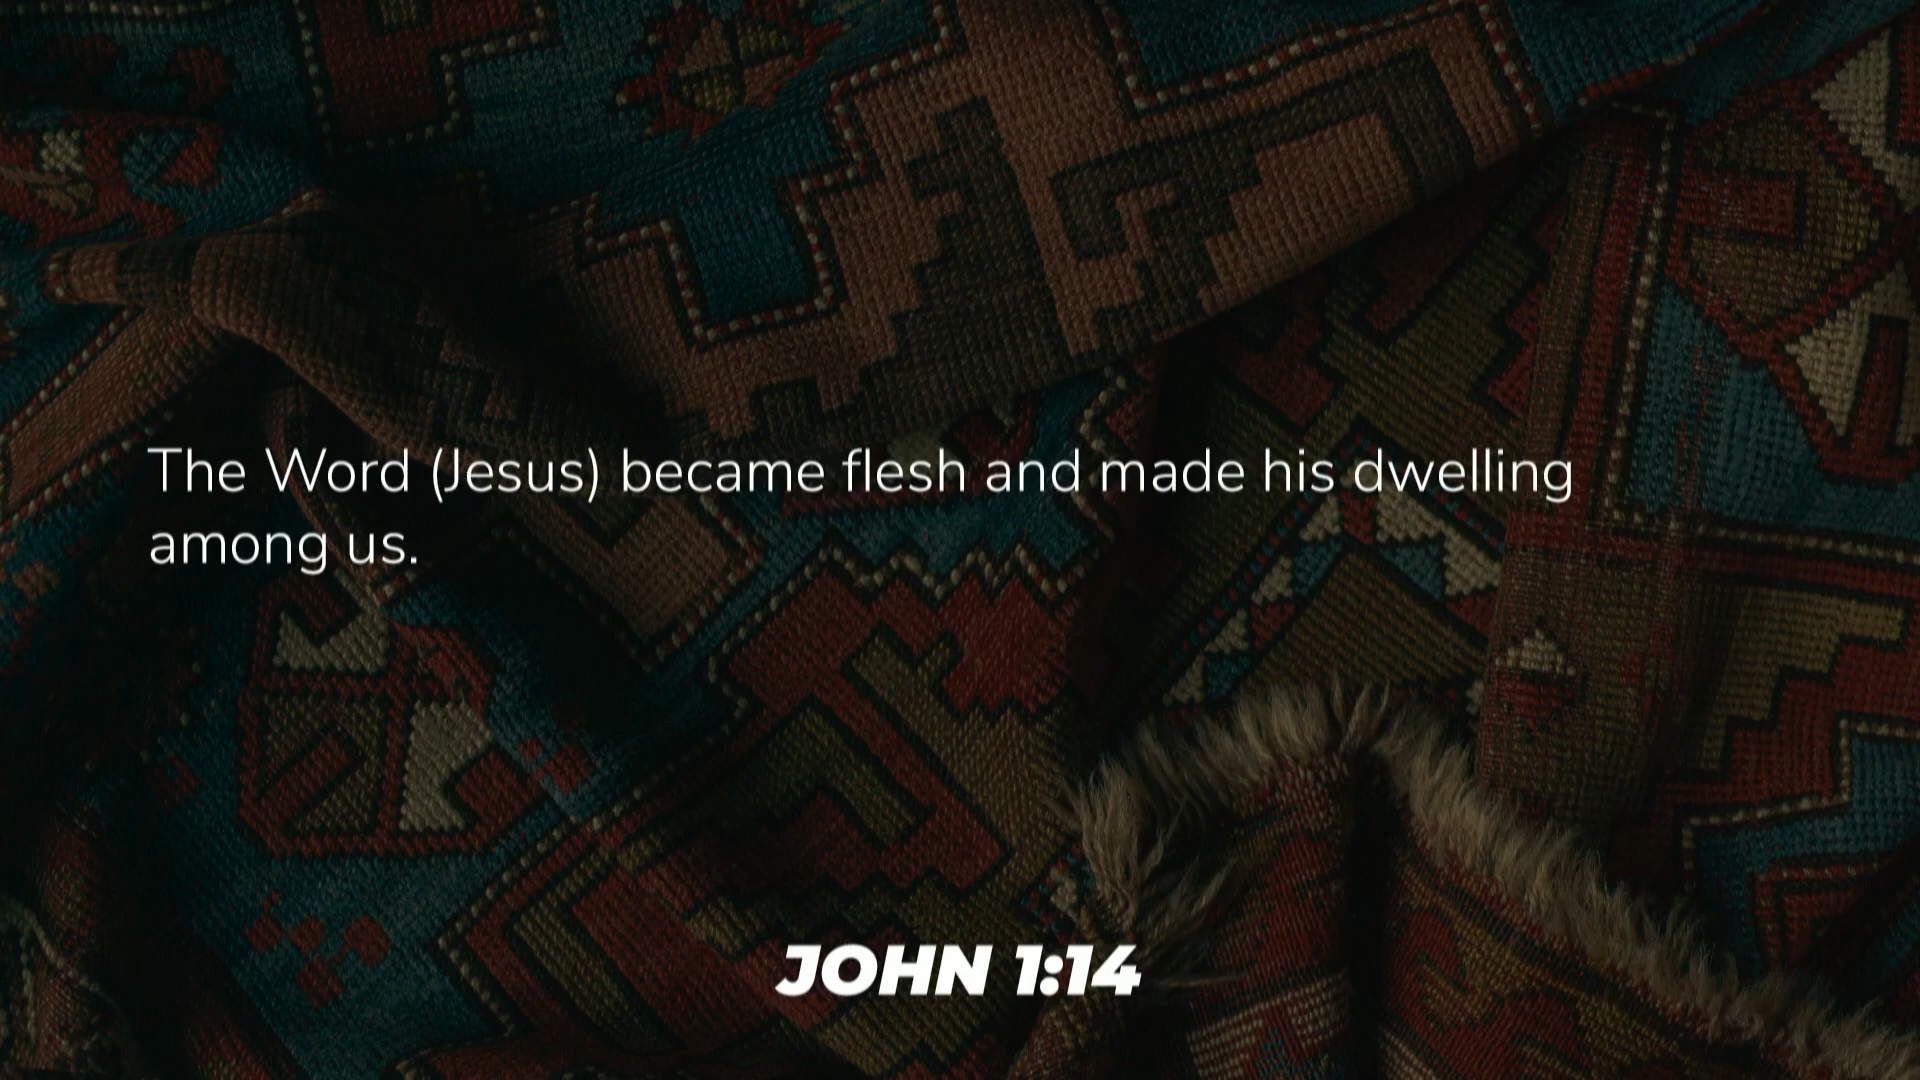 The Word (Jesus) became flesh and made his dwelling
among us.
JOHN 1:14